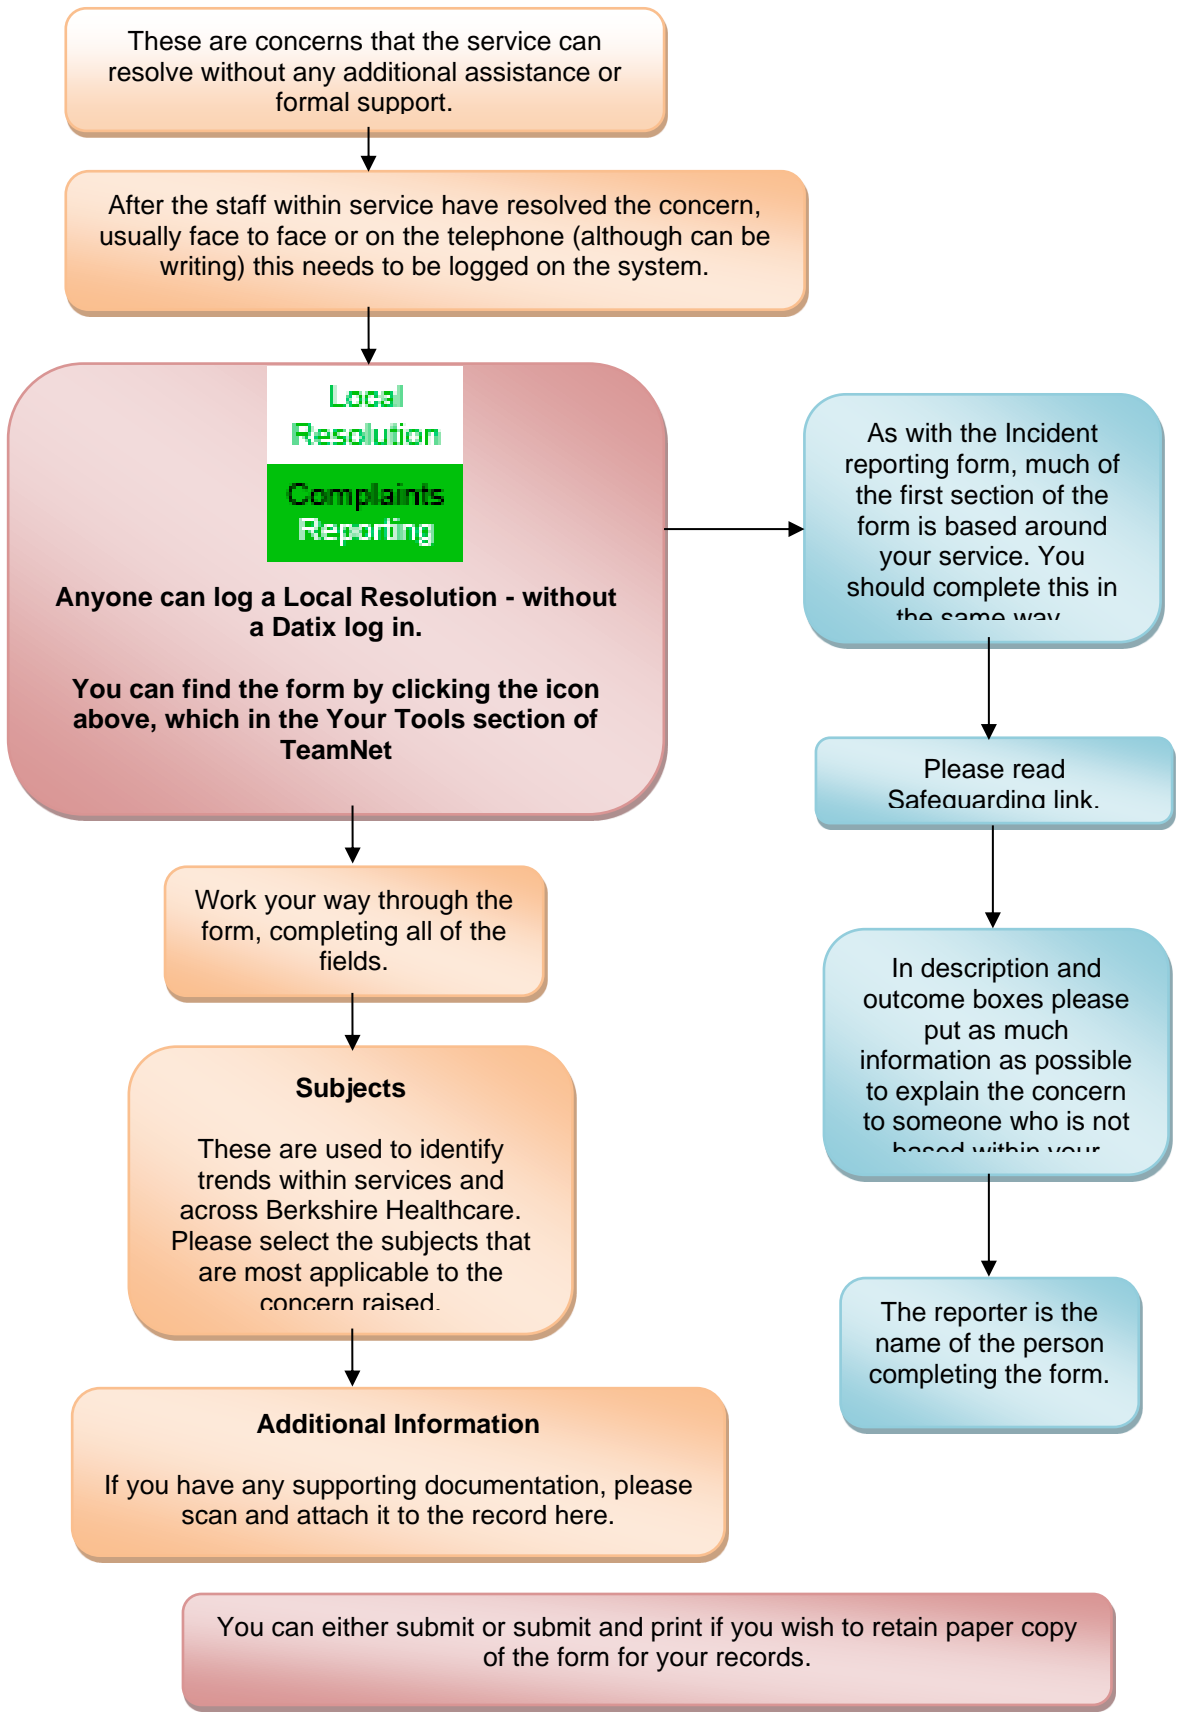 These are concerns that the service can
resolve without any additional assistance or
formal support.
After the staff within service have resolved the concern,
usually face to face or on the telephone (although can be
writing) this needs to be logged on the system.
Local
Resolution
Complaints
Reporting
Anyone can log a Local Resolution - without
a Datix log in.
You can find the form by clicking the icon
above, which in the Your Tools section of
TeamNet
Work your way through the
form, completing all of the
fields.
Subjects
These are used to identify
trends within services and
across Berkshire Healthcare.
Please select the subjects that
are most applicable to the
concern raised.
Additional Information
If you have any supporting documentation, please
scan and attach it to the record here.
As with the Incident
reporting form, much of
the first section of the
form is based around
your service. You
should complete this in
the same way
Please read
Safeguarding link.
In description and
outcome boxes please
put as much
information as possible
to explain the concern
to someone who is not
based within your
The reporter is the
name of the person
completing the form.
You can either submit or submit and print if you wish to retain paper copy
of the form for your records.